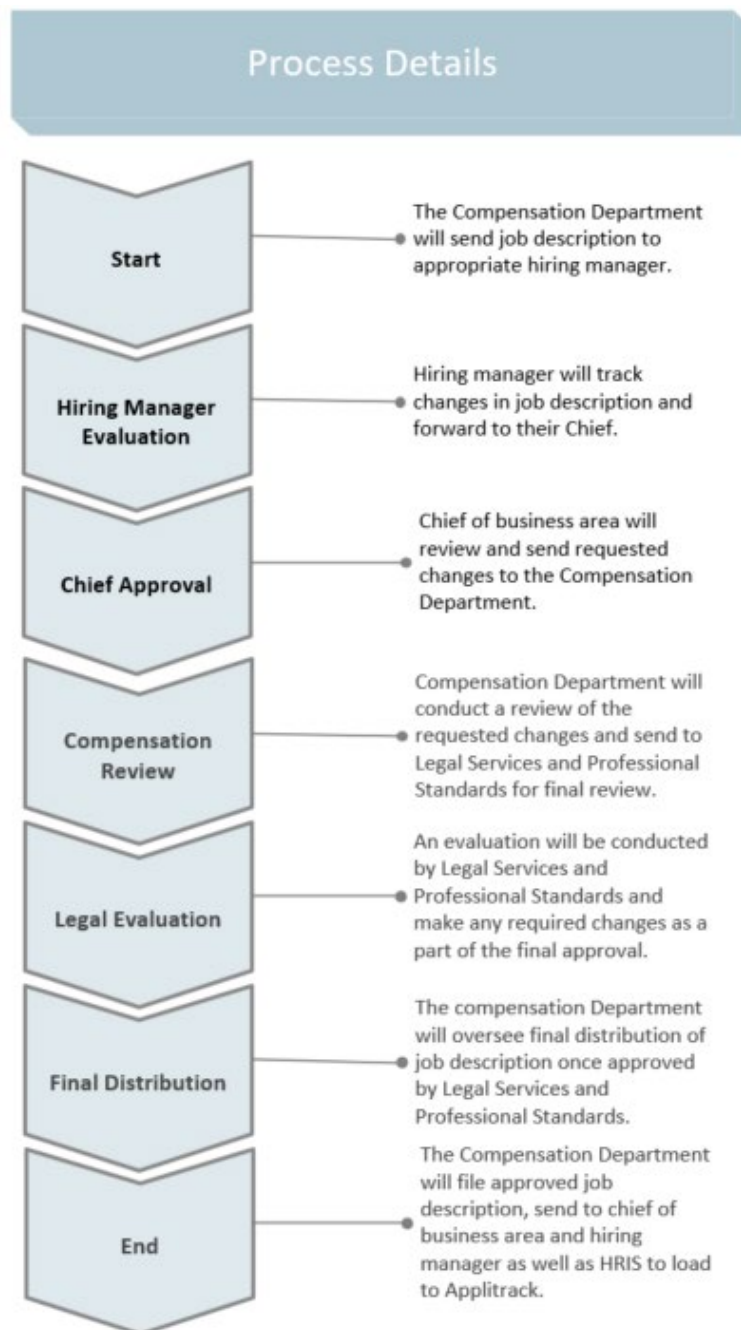 Process Details
Start
The Compensation Department
will send job description to
appropriate hiring manager.
Hiring Manager
Evaluation
Hiring manager will track
changes in job description and
forward to their Chief.
Chief Approval
Chief of business area will
review and send requested
changes to the Compensation
Department.
Compensation
Review
Compensation Department will
conduct a review of the
requested changes and send to
Legal Services and Professional
Standards for final review.
Legal Evaluation
An evaluation will be conducted
by Legal Services and
Professional Standards and
make any required changes as a
part of the final approval.
Final Distribution
The compensation Department
will oversee final distribution of
job description once approved
by Legal Services and
Professional Standards.
End
The Compensation Department
will file approved job
description, send to chief of
business area and hiring
manager as well as HRIS to load
to Applitrack.